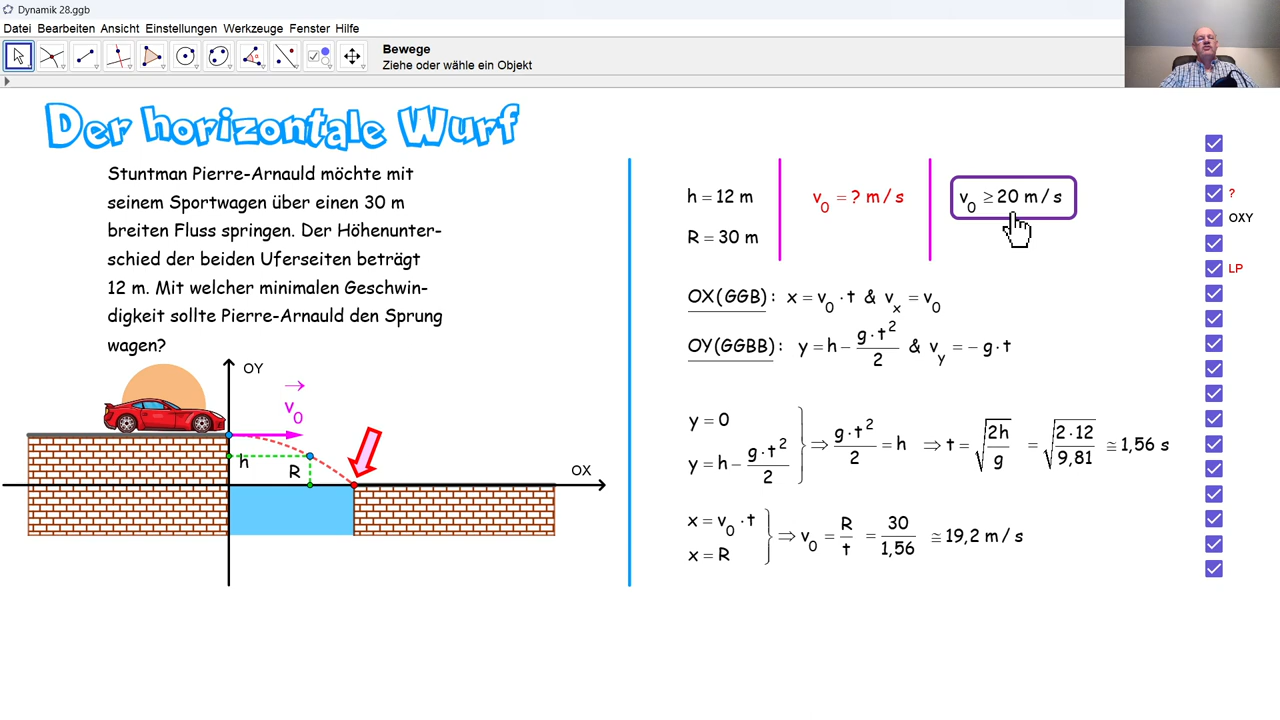 Dynamik 28.ggb
Datei Bearbeiten Ansicht Einstellungen Werkzeuge Fenster Hilfe
Bewege
Ziehe oder wähle ein Objekt
Der horizontale Wurf
Stuntman Pierre-Arnauld möchte mit
seinem Sportwagen über einen 30 m
breiten Fluss springen. Der Höhenunter-
schied der beiden Uferseiten beträgt
12 m. Mit welcher minimalen Geschwin-
digkeit sollte Pierre-Arnauld den Sprung
wagen?
OY
v₀
h
R
OX
h = 12 m
R = 30 m
v₀ = ? m / s
v₀ ≥ 20 m / s
OX(GGB): x = v₀ · t & vₓ = v₀
OY(GGBB): y = h − g · t² / 2 & v_y = − g · t
y = 0
y = h − g · t² / 2
⇒ g · t² / 2 = h ⇒ t = √(2h / g) = √(2 · 12 / 9,81) ≅ 1,56 s
x = v₀ · t
x = R
⇒ v₀ = R / t = 30 / 1,56 ≅ 19,2 m / s
?
OXY
LP